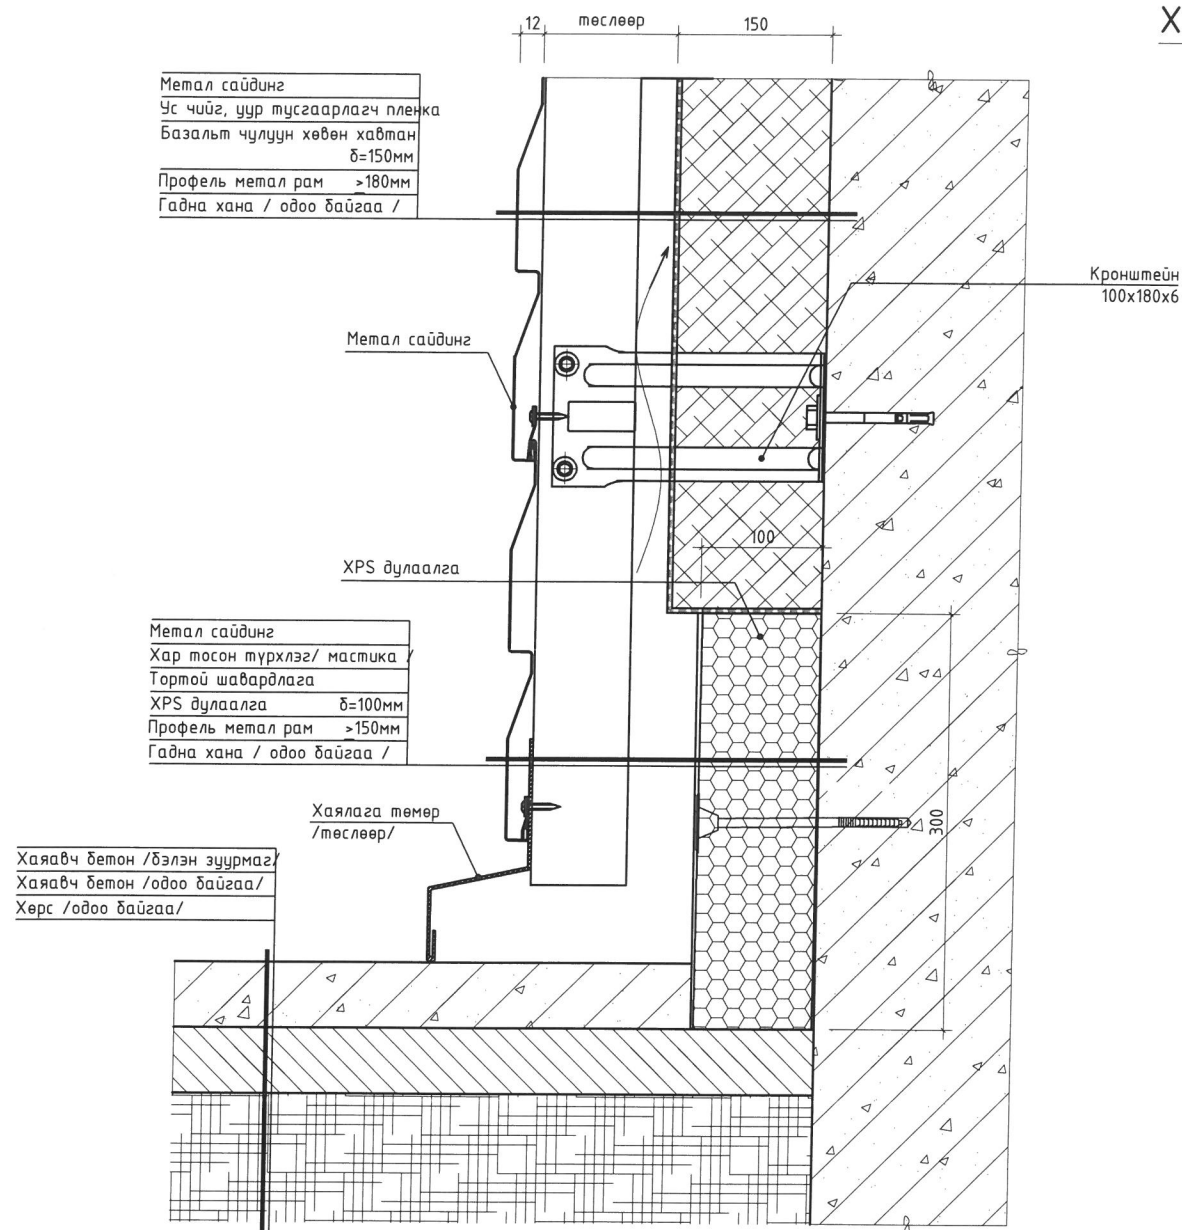 X
12
төслөөр
150
Метал сайдинг
Ус чийг, уур тусгаарлагч пленка
Базальт чулуун хөвөн хавтан
δ=150мм
Профель метал рам ≥180мм
Гадна хана / одоо байгаа /
Кронштейн
100x180x6
Метал сайдинг
100
XPS дулаалга
Метал сайдинг
Хар тосон түрхлэг/ мастика /
Тортой шавардлага
XPS дулаалга δ=100мм
Профель метал рам ≥150мм
Гадна хана / одоо байгаа /
Хаялага төмөр
/төслөөр/
300
Хаяавч бетон /бэлэн зуурмаг/
Хаяавч бетон /одоо байгаа/
Хөрс /одоо байгаа/